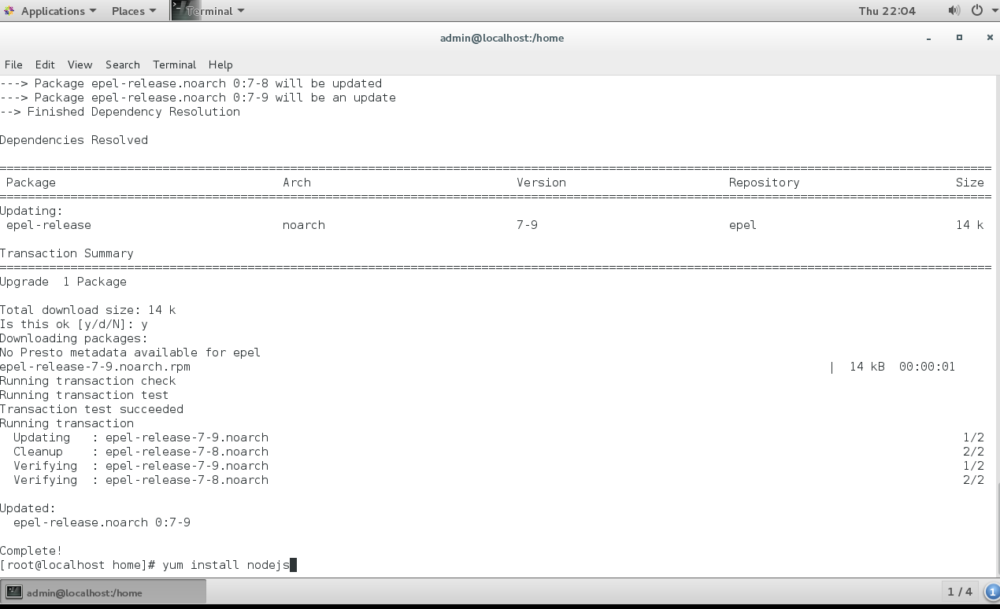 Applications Places Terminal Thu 22:04
admin@localhost:/home
File Edit View Search Terminal Help
---> Package epel-release.noarch 0:7-8 will be updated
---> Package epel-release.noarch 0:7-9 will be an update
--> Finished Dependency Resolution
Dependencies Resolved
Package Arch Version Repository Size
Updating:
epel-release noarch 7-9 epel 14 k
Transaction Summary
Upgrade 1 Package
Total download size: 14 k
Is this ok [y/d/N]: y
Downloading packages:
No Presto metadata available for epel
epel-release-7-9.noarch.rpm | 14 kB 00:00:01
Running transaction check
Running transaction test
Transaction test succeeded
Running transaction
Updating : epel-release-7-9.noarch 1/2
Cleanup : epel-release-7-8.noarch 2/2
Verifying : epel-release-7-9.noarch 1/2
Verifying : epel-release-7-8.noarch 2/2
Updated:
epel-release.noarch 0:7-9
Complete!
[root@localhost home]# yum install nodejs
admin@localhost:/home 1 / 4 1